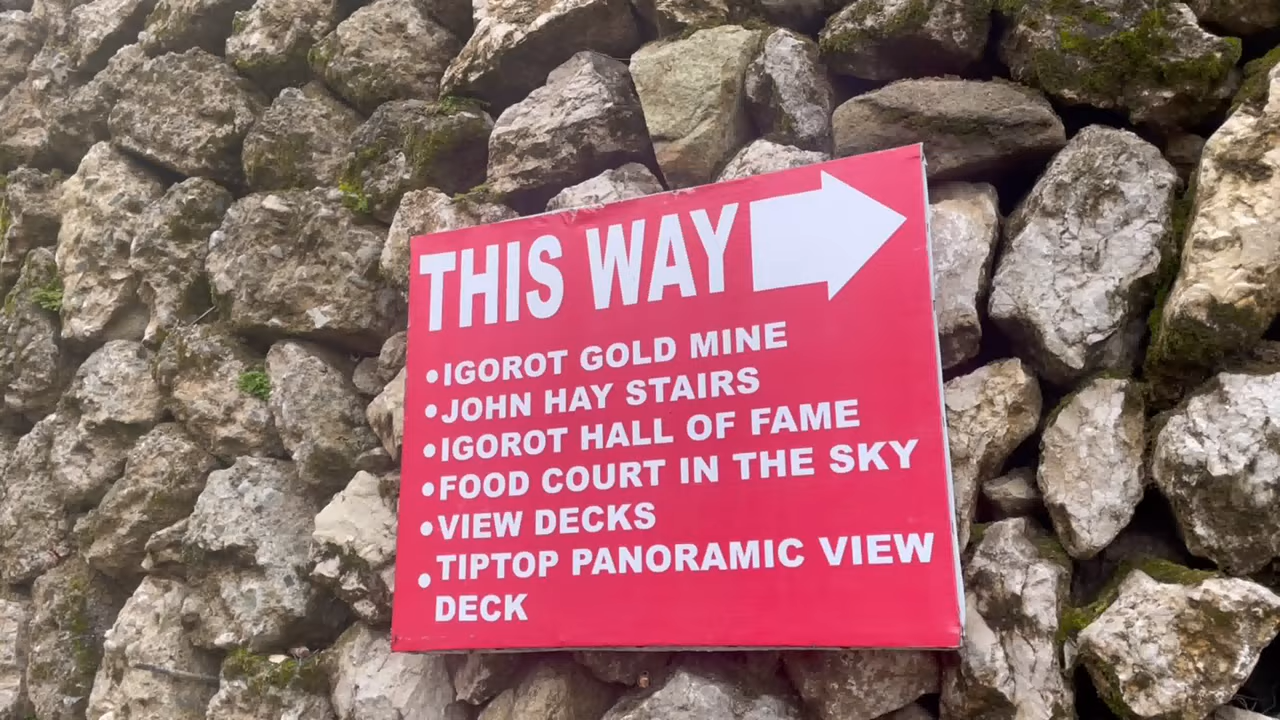 THIS WAY
•IGOROT GOLD MINE
•JOHN HAY STAIRS
•IGOROT HALL OF FAME
•FOOD COURT IN THE SKY
•VIEW DECKS
•TIPTOP PANORAMIC VIEW
DECK